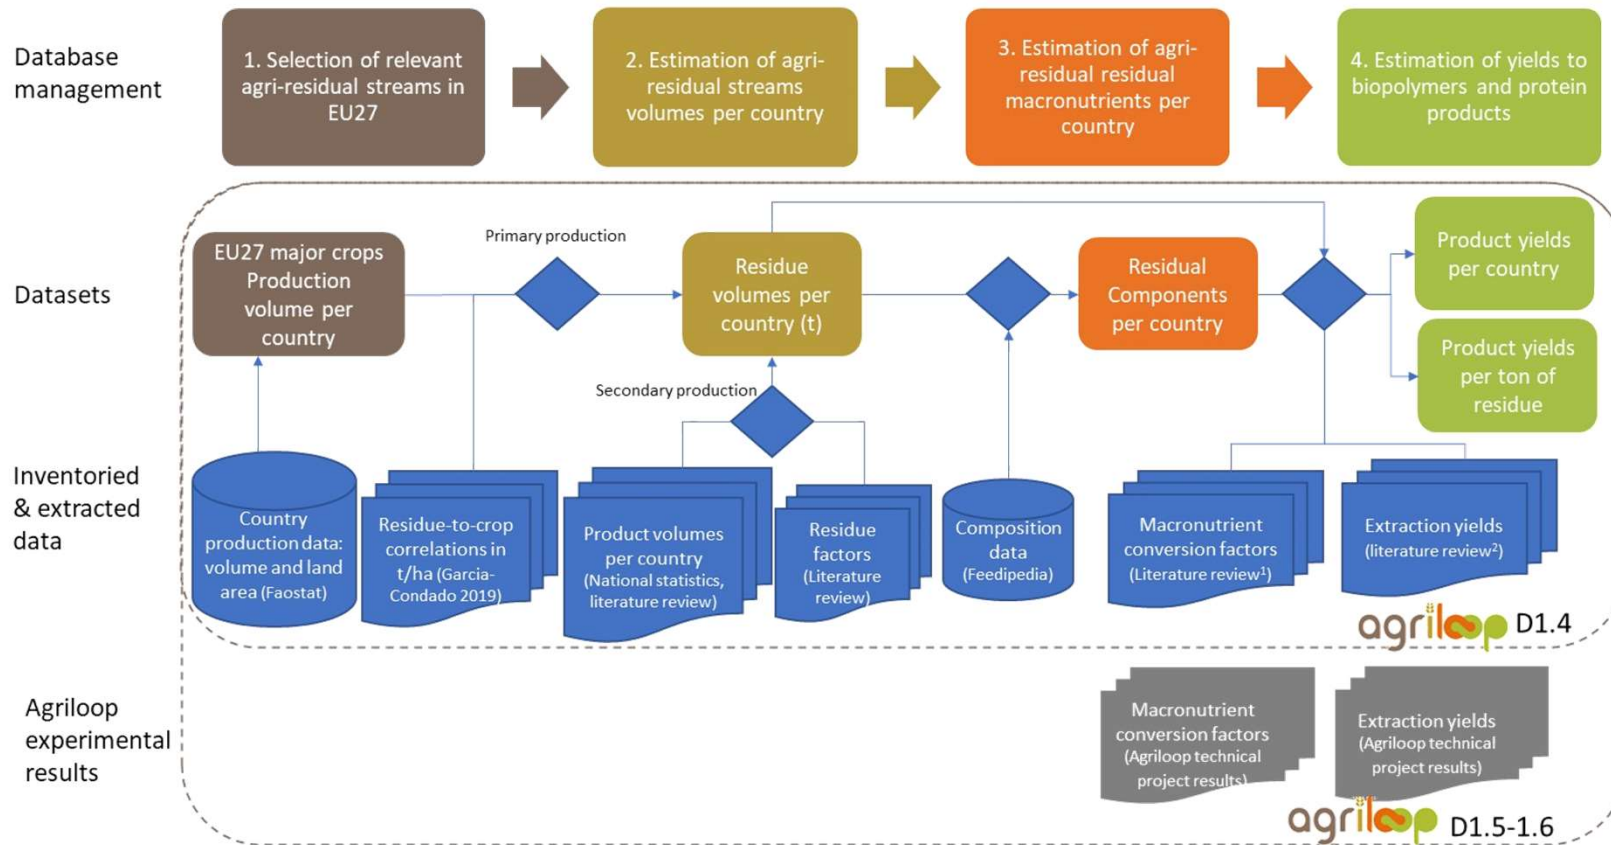 Database
management
1. Selection of relevant
agri-residual streams in
EU27
2. Estimation of agri-
residual streams
volumes per country
3. Estimation of agri-
residual residual
macronutrients per
country
4. Estimation of yields to
biopolymers and protein
products
Datasets
EU27 major crops
Production
volume per
country
Primary production
Residue
volumes per
country (t)
Secondary production
Residual
Components
per country
Product yields
per country
Product yields
per ton of
residue
Inventoried
& extracted
data
Country
production data:
volume and land
area (Faostat)
Residue-to-crop
correlations in
t/ha (Garcia-
Condado 2019)
Product volumes
per country
(National statistics,
literature review)
Residue
factors
(Literature
review)
Composition
data
(Feedipedia)
Macronutrient
conversion factors
(Literature review¹)
Extraction yields
(literature review²)
agriloop D1.4
Agriloop
experimental
results
Macronutrient
conversion factors
(Agriloop technical
project results)
Extraction yields
(Agriloop technical
project results)
agriloop D1.5-1.6